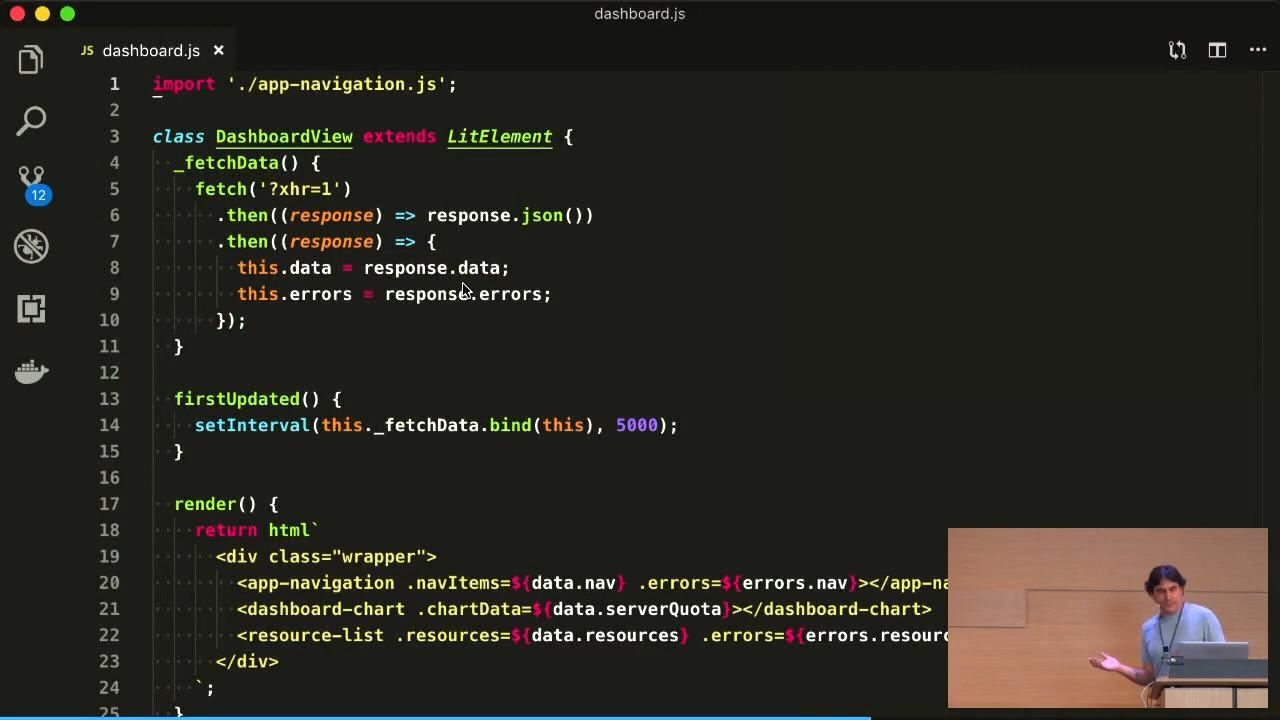 dashboard.js
JS dashboard.js ×
12
1 import './app-navigation.js';
2
3 class DashboardView extends LitElement {
4 _fetchData() {
5 fetch('?xhr=1')
6 .then((response) => response.json())
7 .then((response) => {
8 this.data = response.data;
9 this.errors = response.errors;
10 });
11 }
12
13 firstUpdated() {
14 setInterval(this._fetchData.bind(this), 5000);
15 }
16
17 render() {
18 return html`
19 <div class="wrapper">
20 <app-navigation .navItems=${data.nav} .errors=${errors.nav}></app-na
21 <dashboard-chart .chartData=${data.serverQuota}></dashboard-chart>
22 <resource-list .resources=${data.resources} .errors=${errors.resourc
23 </div>
24 `;
25 }